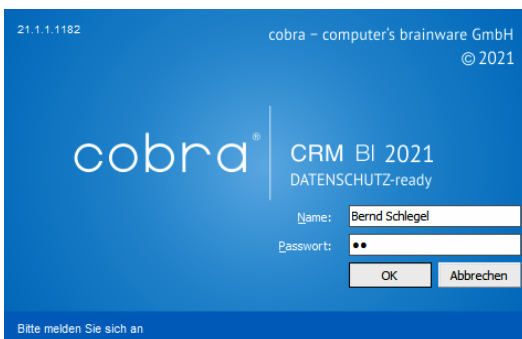 21.1.1.1182
cobra – computer's brainware GmbH
© 2021
cobra®
CRM BI 2021
DATENSCHUTZ-ready
Name: Bernd Schlegel
Passwort: ●●
OK Abbrechen
Bitte melden Sie sich an